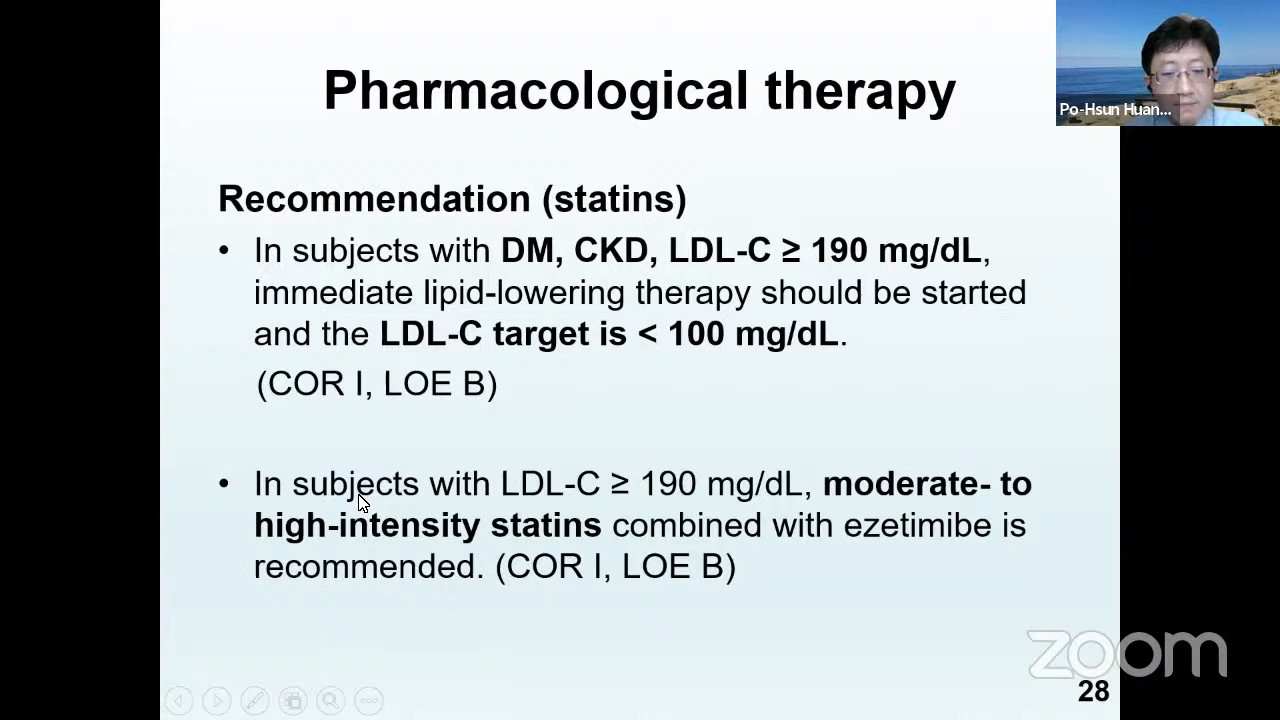 Pharmacological therapy
Po-Hsun Huan...
Recommendation (statins)
• In subjects with DM, CKD, LDL-C ≥ 190 mg/dL,
immediate lipid-lowering therapy should be started
and the LDL-C target is < 100 mg/dL.
(COR I, LOE B)
• In subjects with LDL-C ≥ 190 mg/dL, moderate- to
high-intensity statins combined with ezetimibe is
recommended. (COR I, LOE B)
zoom
28